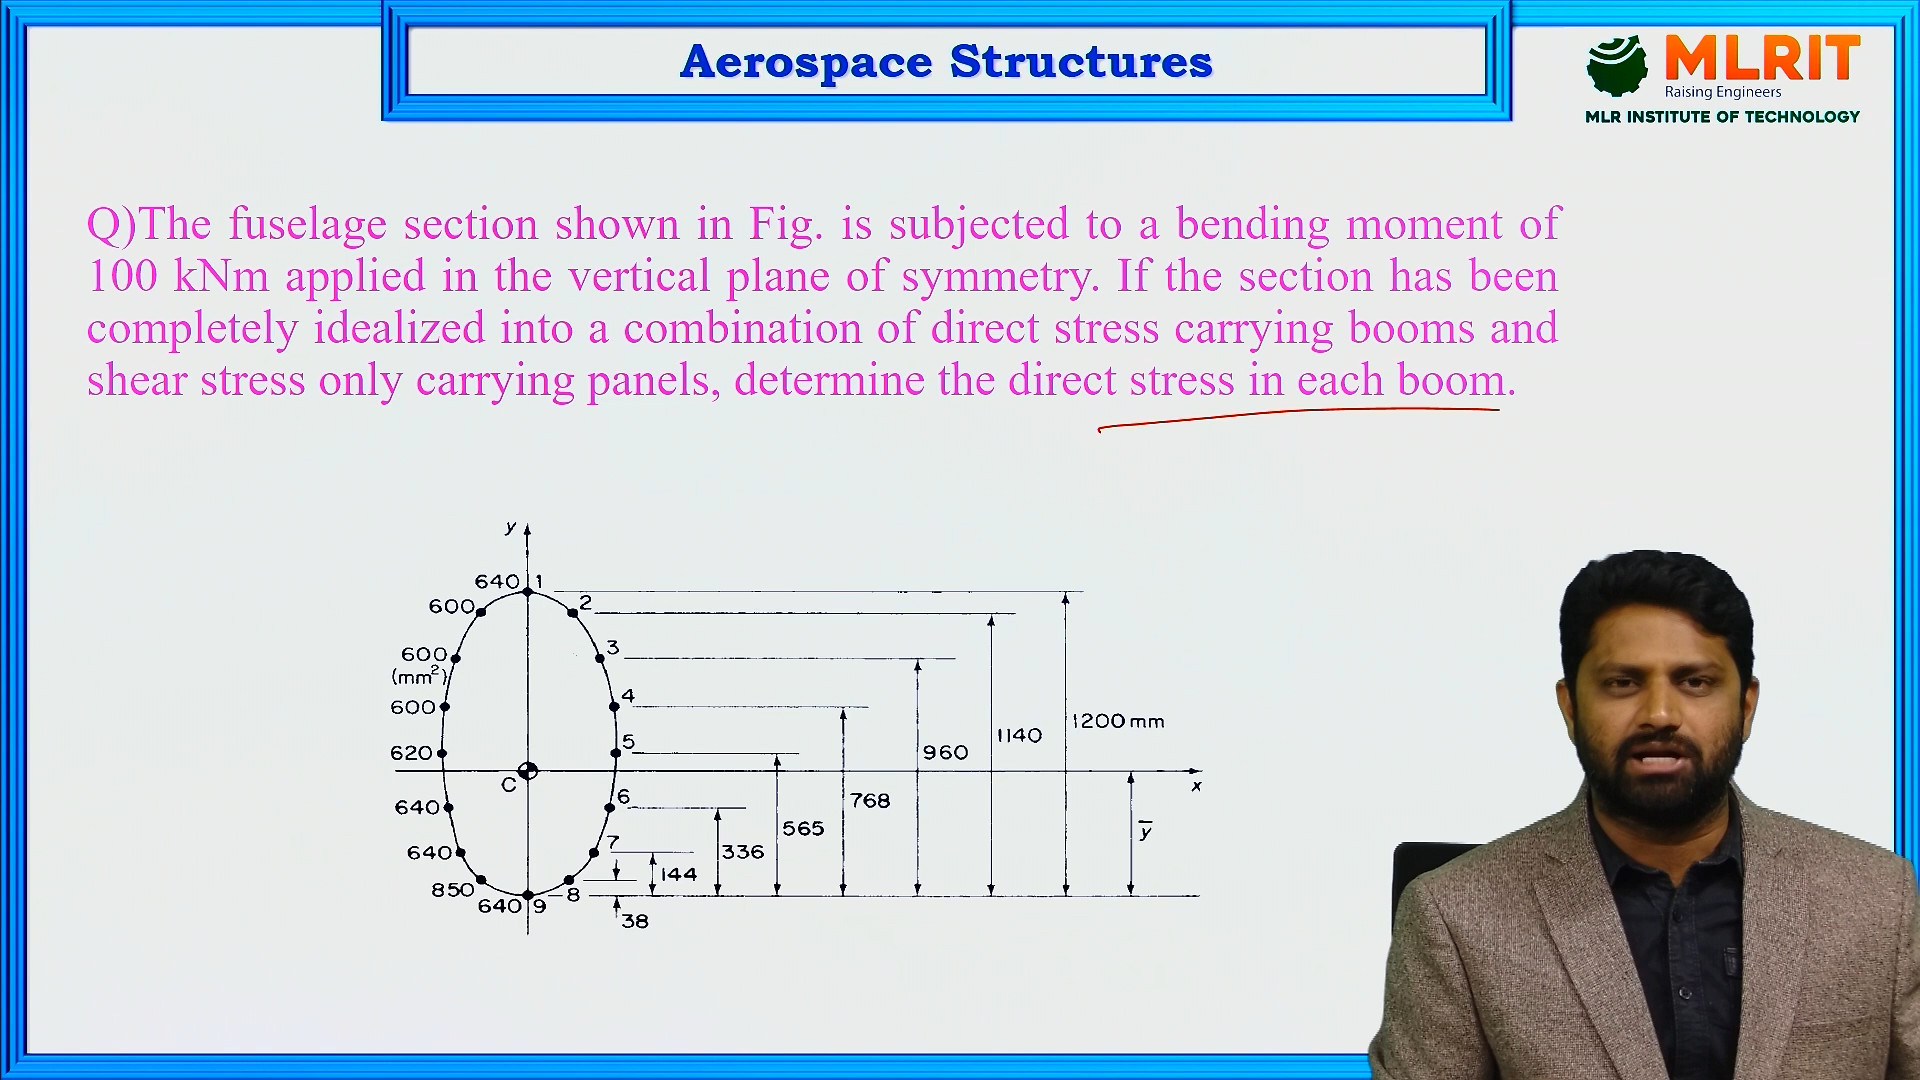 Aerospace Structures
MLRIT
Raising Engineers
MLR INSTITUTE OF TECHNOLOGY
Q)The fuselage section shown in Fig. is subjected to a bending moment of
100 kNm applied in the vertical plane of symmetry. If the section has been
completely idealized into a combination of direct stress carrying booms and
shear stress only carrying panels, determine the direct stress in each boom.
y
640 1
600 2
600 3
(mm²)
600 4
1200 mm
1140
620 5
960
C
x
640 6
768
565
y̅
640 7
336
144
850 8
640 9
38